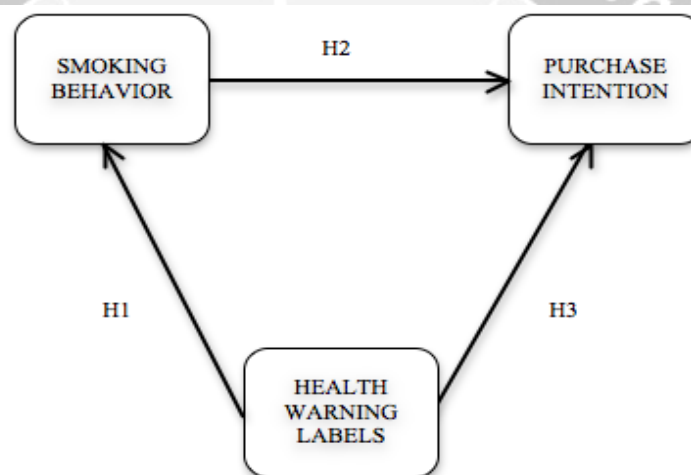 H2
SMOKING
BEHAVIOR
PURCHASE
INTENTION
H1
H3
HEALTH
WARNING
LABELS